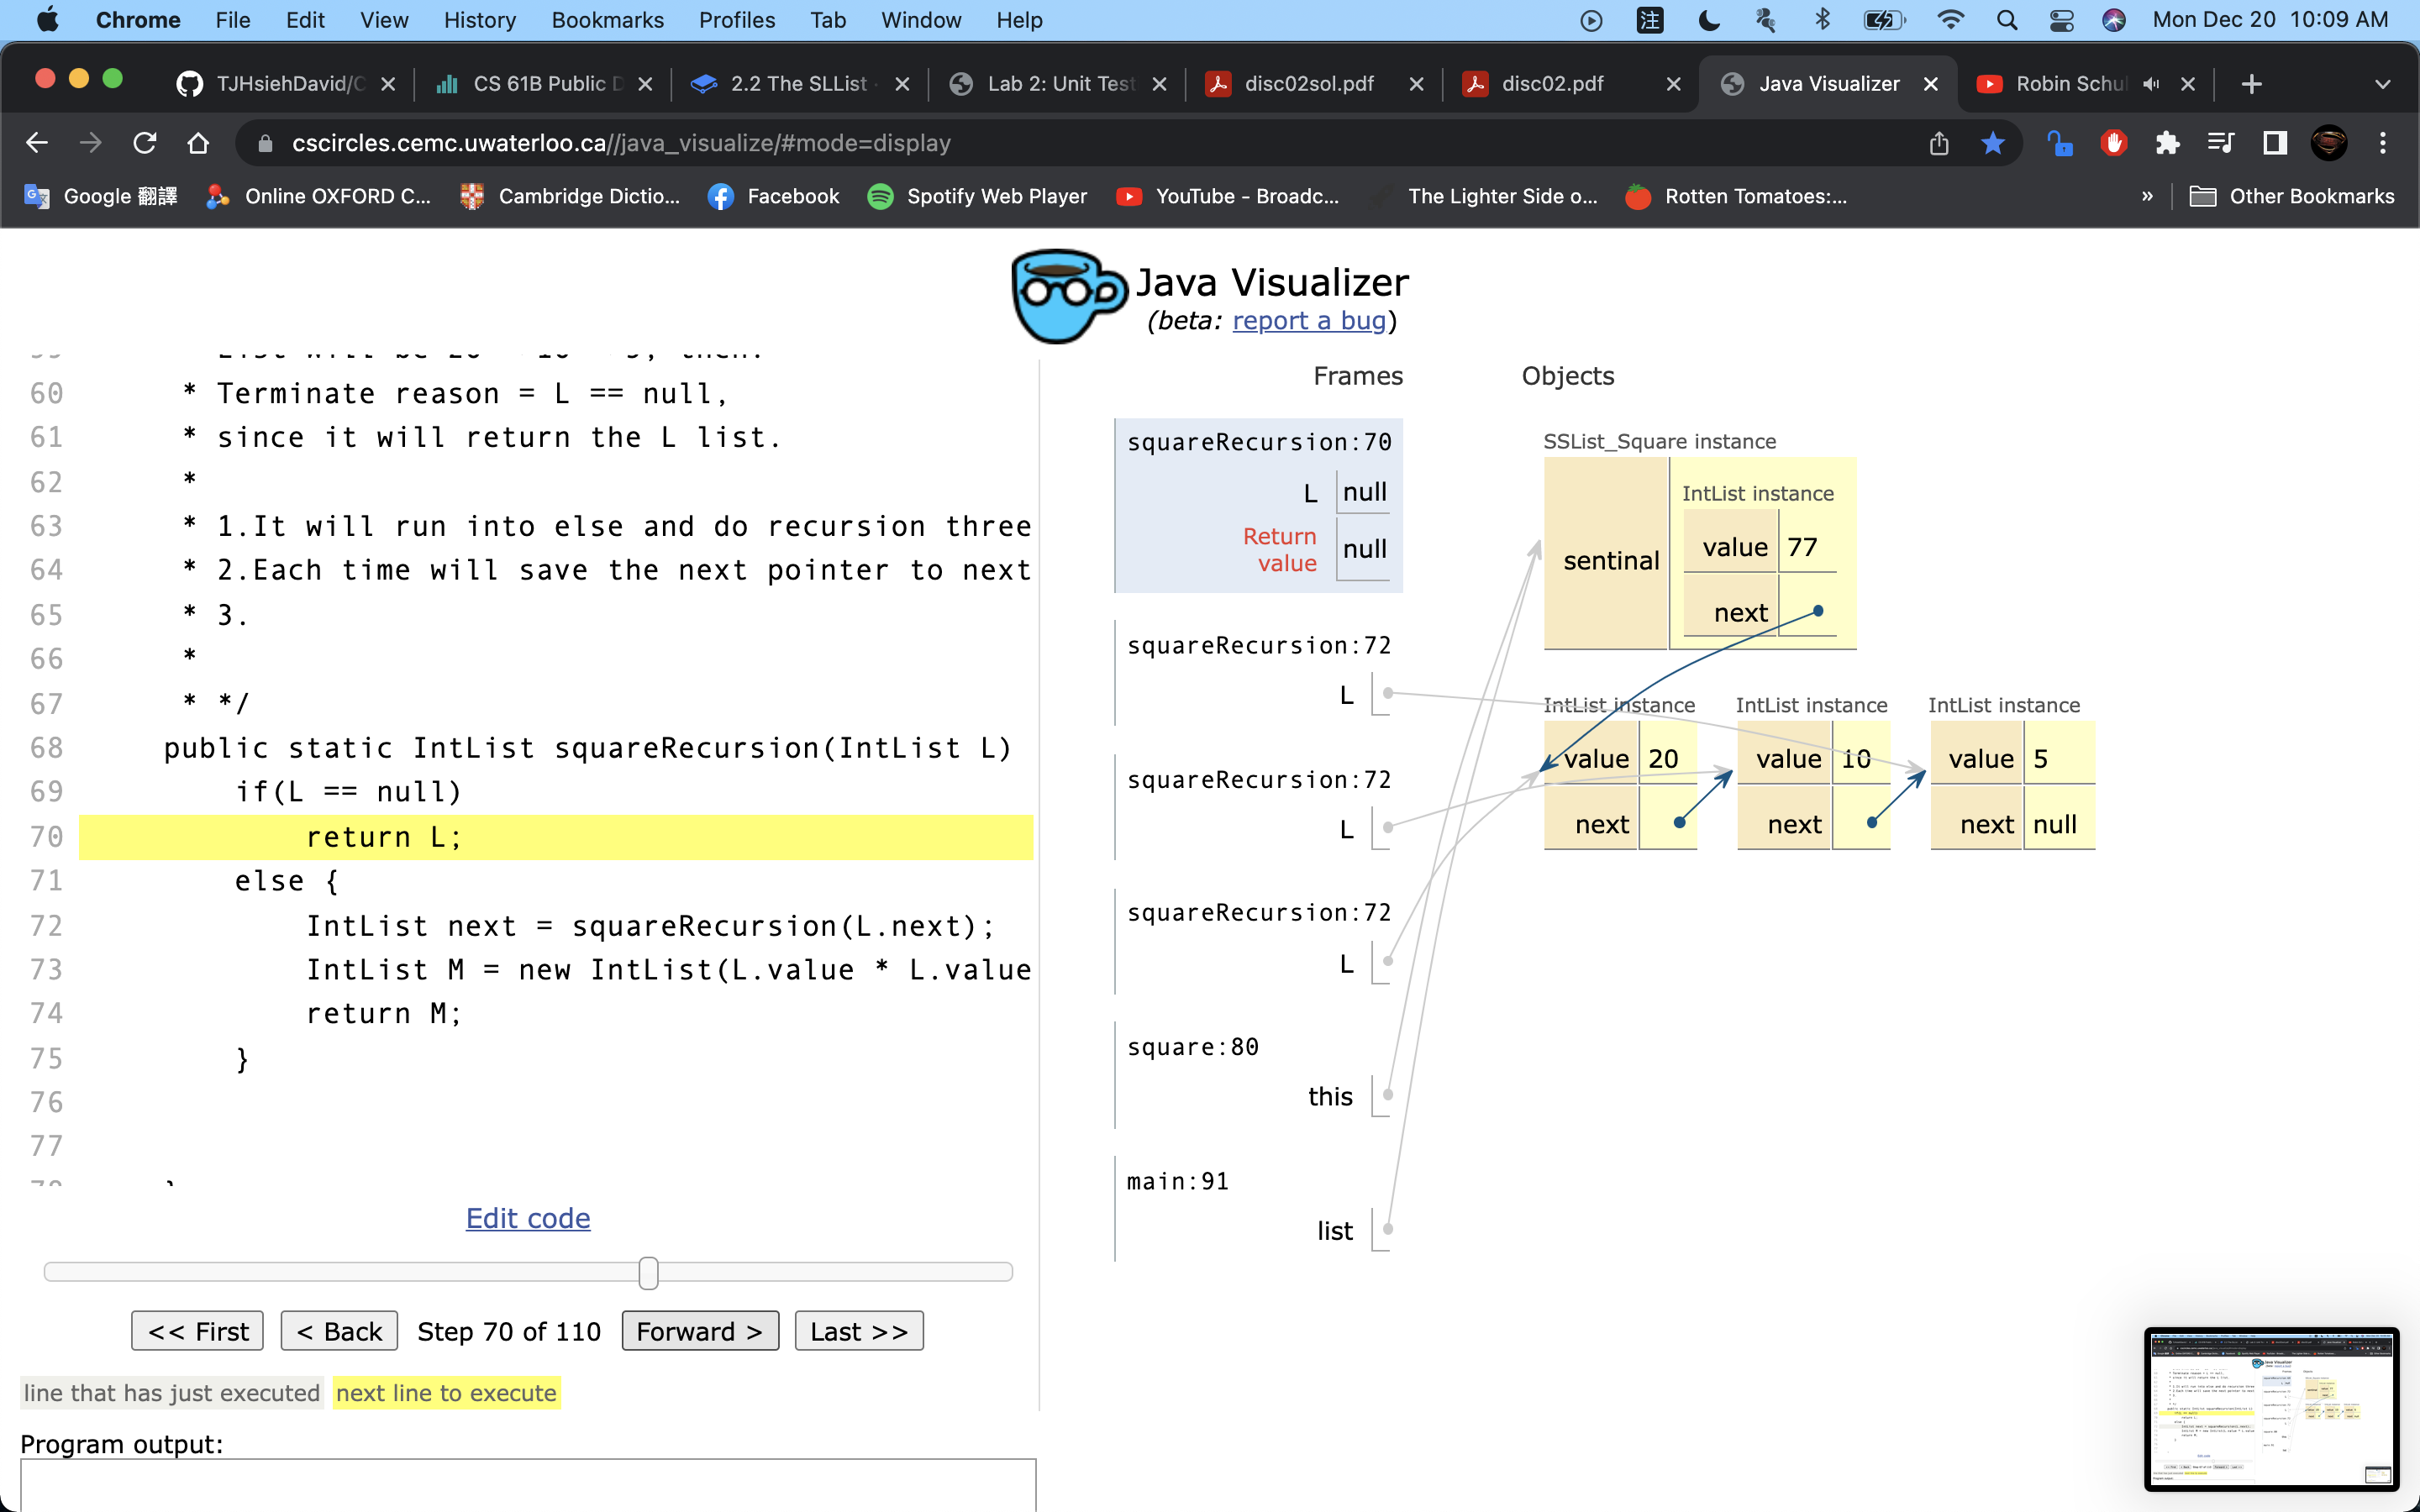 Chrome File Edit View History Bookmarks Profiles Tab Window Help 注 Mon Dec 20 10:09 AM
TJHsiehDavid/C CS 61B Public D 2.2 The SLList · Lab 2: Unit Test disc02sol.pdf disc02.pdf Java Visualizer Robin Schul
cscircles.cemc.uwaterloo.ca//java_visualize/#mode=display
Google 翻譯 Online OXFORD C... Cambridge Dictio... Facebook Spotify Web Player YouTube - Broadc... The Lighter Side o... Rotten Tomatoes:... » Other Bookmarks
Java Visualizer
(beta: report a bug)
60 * Terminate reason = L == null,
61 * since it will return the L list.
62 *
63 * 1.It will run into else and do recursion three
64 * 2.Each time will save the next pointer to next
65 * 3.
66 *
67 * */
68 public static IntList squareRecursion(IntList L)
69 if(L == null)
70 return L;
71 else {
72 IntList next = squareRecursion(L.next);
73 IntList M = new IntList(L.value * L.value
74 return M;
75 }
76
77
Edit code
<< First < Back Step 70 of 110 Forward > Last >>
line that has just executed next line to execute
Program output:
Frames Objects
squareRecursion:70
L null
Return value null
squareRecursion:72
L
squareRecursion:72
L
squareRecursion:72
L
square:80
this
main:91
list
SSList_Square instance
sentinal
IntList instance
value 77
next
IntList instance IntList instance IntList instance
value 20 value 10 value 5
next next next null